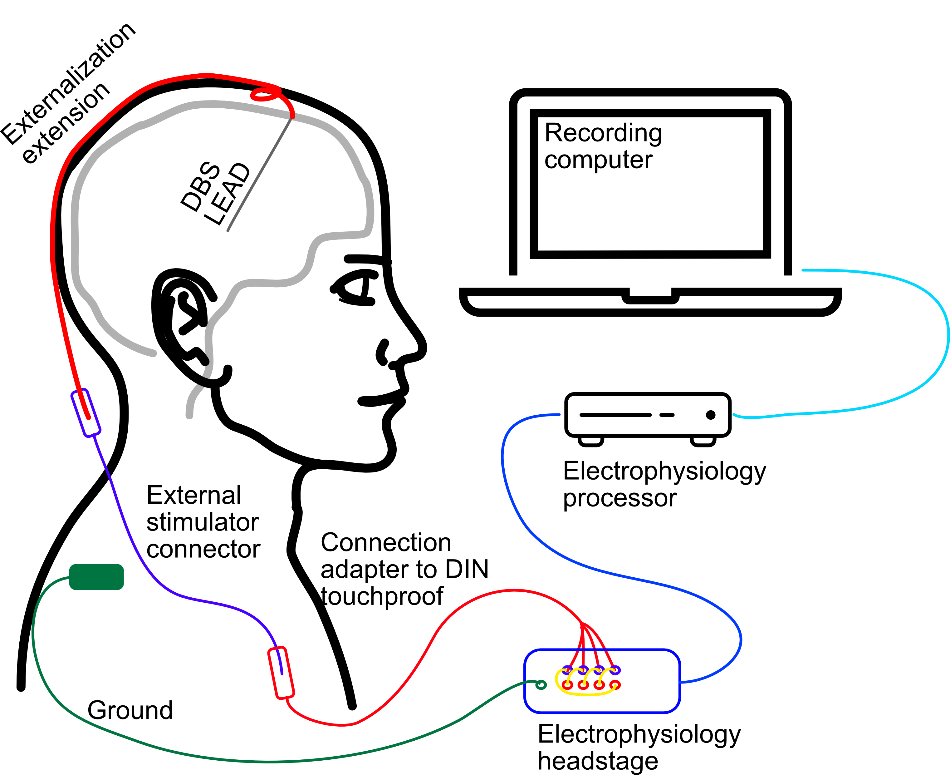 Externalization
extension
DBS
LEAD
Recording
computer
Electrophysiology
processor
External
stimulator
connector
Connection
adapter to DIN
touchproof
Ground
Electrophysiology
headstage